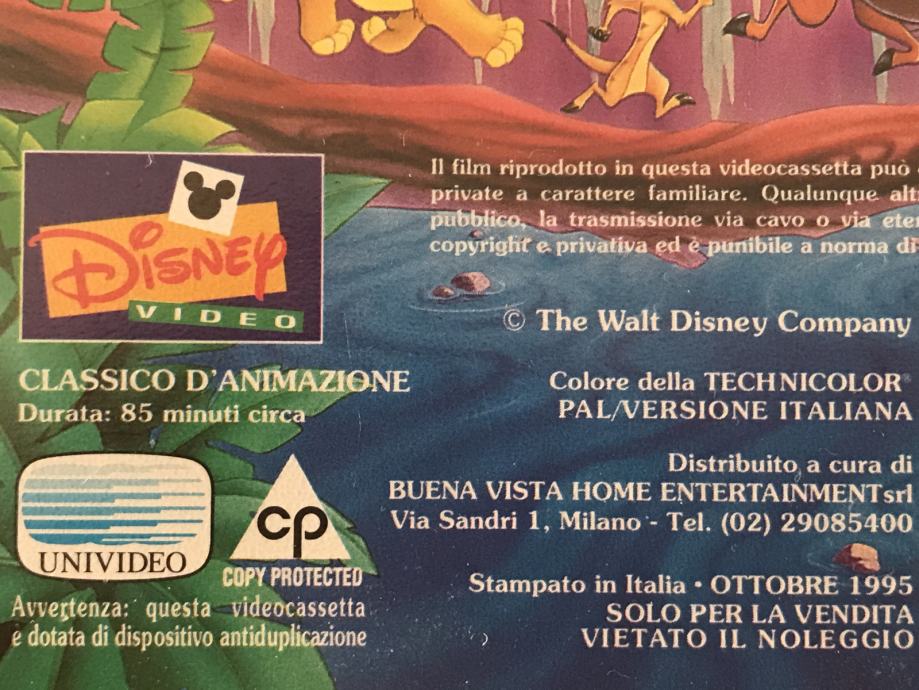 Il film riprodotto in questa videocassetta può
private a carattere familiare. Qualunque alt
pubblico, la trasmissione via cavo o via ete
copyright e privativa ed è punibile a norma di
DISNEY
VIDEO
© The Walt Disney Company
CLASSICO D'ANIMAZIONE
Durata: 85 minuti circa
Colore della TECHNICOLOR®
PAL/VERSIONE ITALIANA
Distribuito a cura di
BUENA VISTA HOME ENTERTAINMENTsrl
Via Sandri 1, Milano - Tel. (02) 29085400
UNIVIDEO
cp
COPY PROTECTED
Avvertenza: questa videocassetta
è dotata di dispositivo antiduplicazione
Stampato in Italia • OTTOBRE 1995
SOLO PER LA VENDITA
VIETATO IL NOLEGGIO